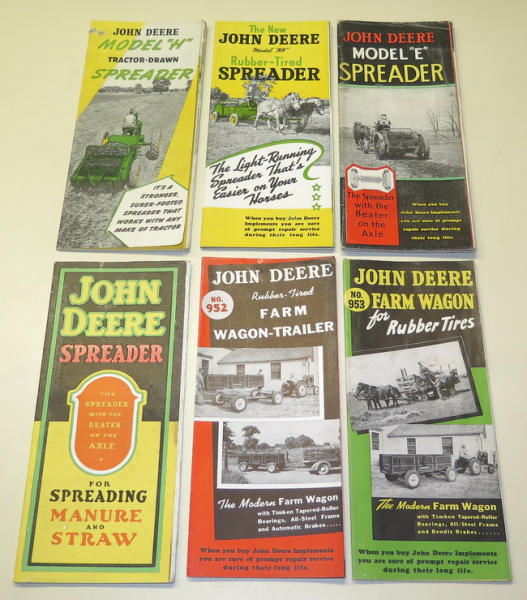 JOHN DEERE
MODEL "H"
TRACTOR-DRAWN
SPREADER
IT'S A
STRONGER,
SURER-FOOTED
SPREADER THAT
WORKS WITH ANY
MAKE OF TRACTOR
The New
JOHN DEERE
Model "HH"
Rubber-Tired
SPREADER
The Light-Running
Spreader That's
Easier on Your
Horses
When you buy John Deere
Implements you are sure
of prompt repair service
during their long life.
JOHN DEERE
MODEL "E"
SPREADER
The Spreader
with the
Beater
on the
Axle
When you buy
John Deere Implements
you are sure of prompt
repair service during
their long life.
JOHN
DEERE
SPREADER
THE
SPREADER
WITH THE
BEATER
ON THE
AXLE
FOR
SPREADING
MANURE
AND
STRAW
JOHN DEERE
NO.
952
Rubber-Tired
FARM
WAGON-TRAILER
The Modern Farm Wagon
with Timken Tapered-Roller
Bearings, All-Steel Frame
and Automatic Brakes.....
When you buy John Deere Implements
you are sure of prompt repair service
during their long life.
JOHN DEERE
NO.
953
FARM WAGON
for
Rubber Tires
The Modern Farm Wagon
with Timken Tapered-Roller
Bearings, All-Steel Frame
and Bendix Brakes.....
When you buy John Deere Implements
you are sure of prompt repair service
during their long life.